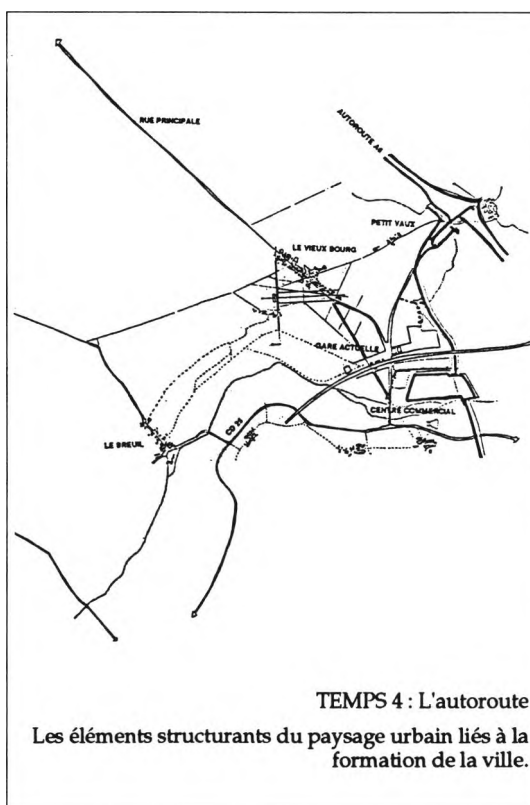 RUE PRINCIPALE
AUTOROUTE A6
PETIT VAUX
LE VIEUX BOURG
GARE ACTUELLE
CENTRE COMMERCIAL
LE BREUIL
CD 25
TEMPS 4 : L'autoroute
Les éléments structurants du paysage urbain liés à la
formation de la ville.